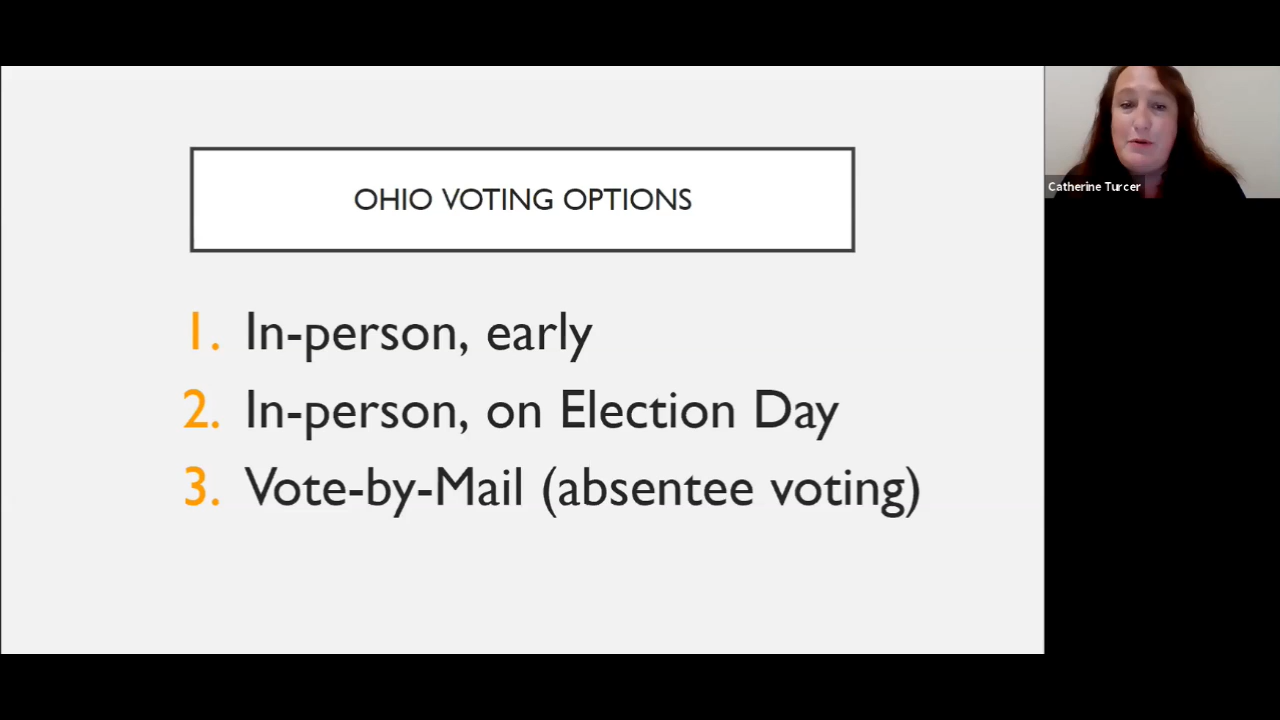 OHIO VOTING OPTIONS
1. In-person, early
2. In-person, on Election Day
3. Vote-by-Mail (absentee voting)
Catherine Turcer